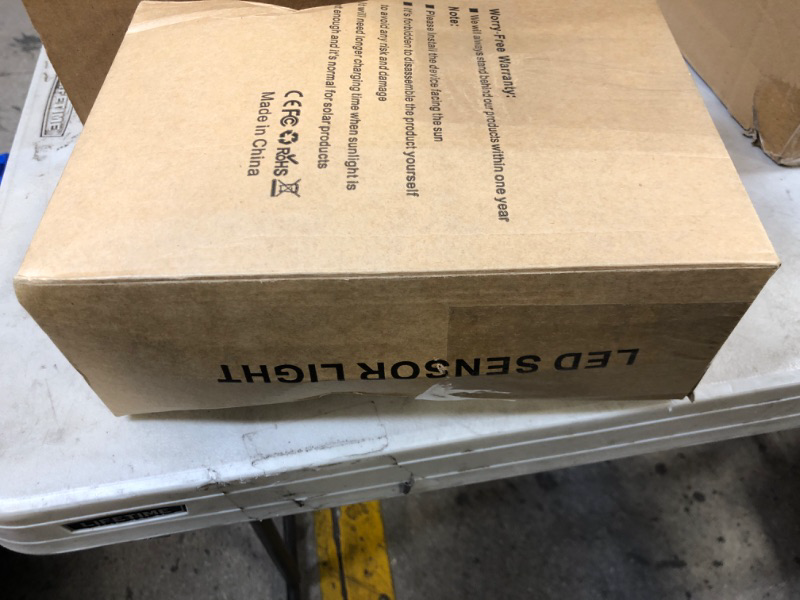 Worry-Free Warranty:
■ We will always stand behind our products within one year
Note:
■ Please install the device facing the sun
■ It's forbidden to disassemble the product yourself
to avoid any risk and damage
will need longer charging time when sunlight is
enough and it's normal for solar products
CE FC RoHS
Made in China
LED SENSOR LIGHT
LIFETIME
LIFETIME